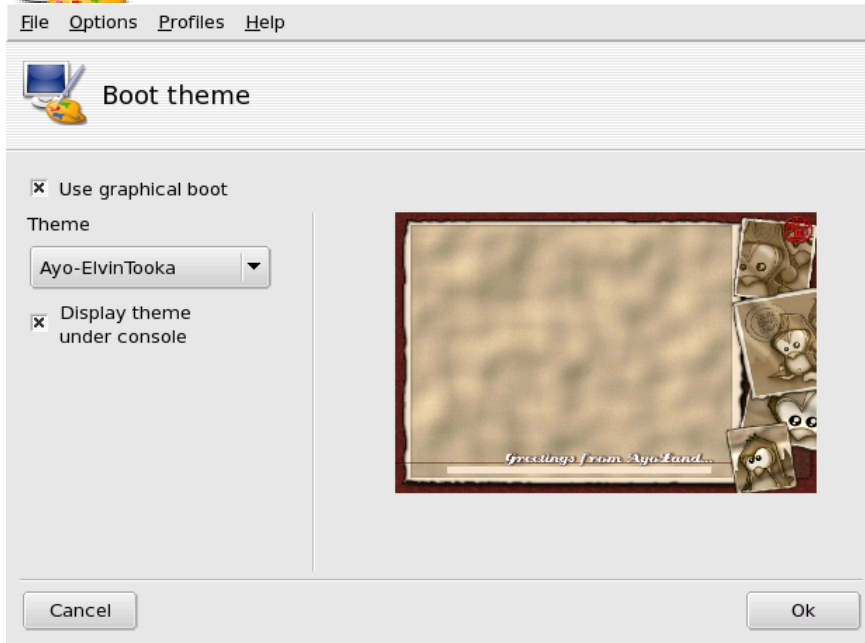 File Options Profiles Help
Boot theme
Use graphical boot
Theme
Ayo-ElvinTooka
Display theme
under console
Greetings from AyoLand...
Cancel
Ok